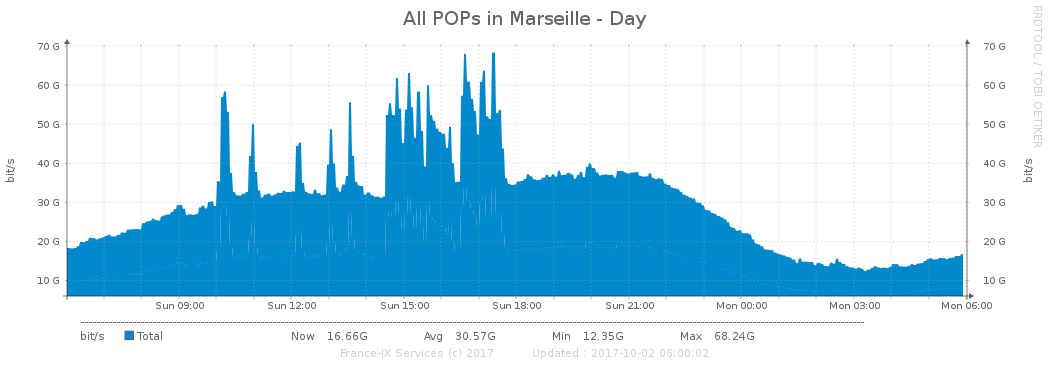 All POPs in Marseille - Day
RRDTOOL / TOBI OETIKER
70 G 70 G
60 G 60 G
50 G 50 G
40 G 40 G
30 G 30 G
20 G 20 G
10 G 10 G
bit/s
bit/s
Sun 09:00 Sun 12:00 Sun 15:00 Sun 18:00 Sun 21:00 Mon 00:00 Mon 03:00 Mon 06:00
bit/s Total Now 16.66G Avg 30.57G Min 12.35G Max 68.24G
France-IX Services (c) 2017 Updated : 2017-10-02 06:00:02